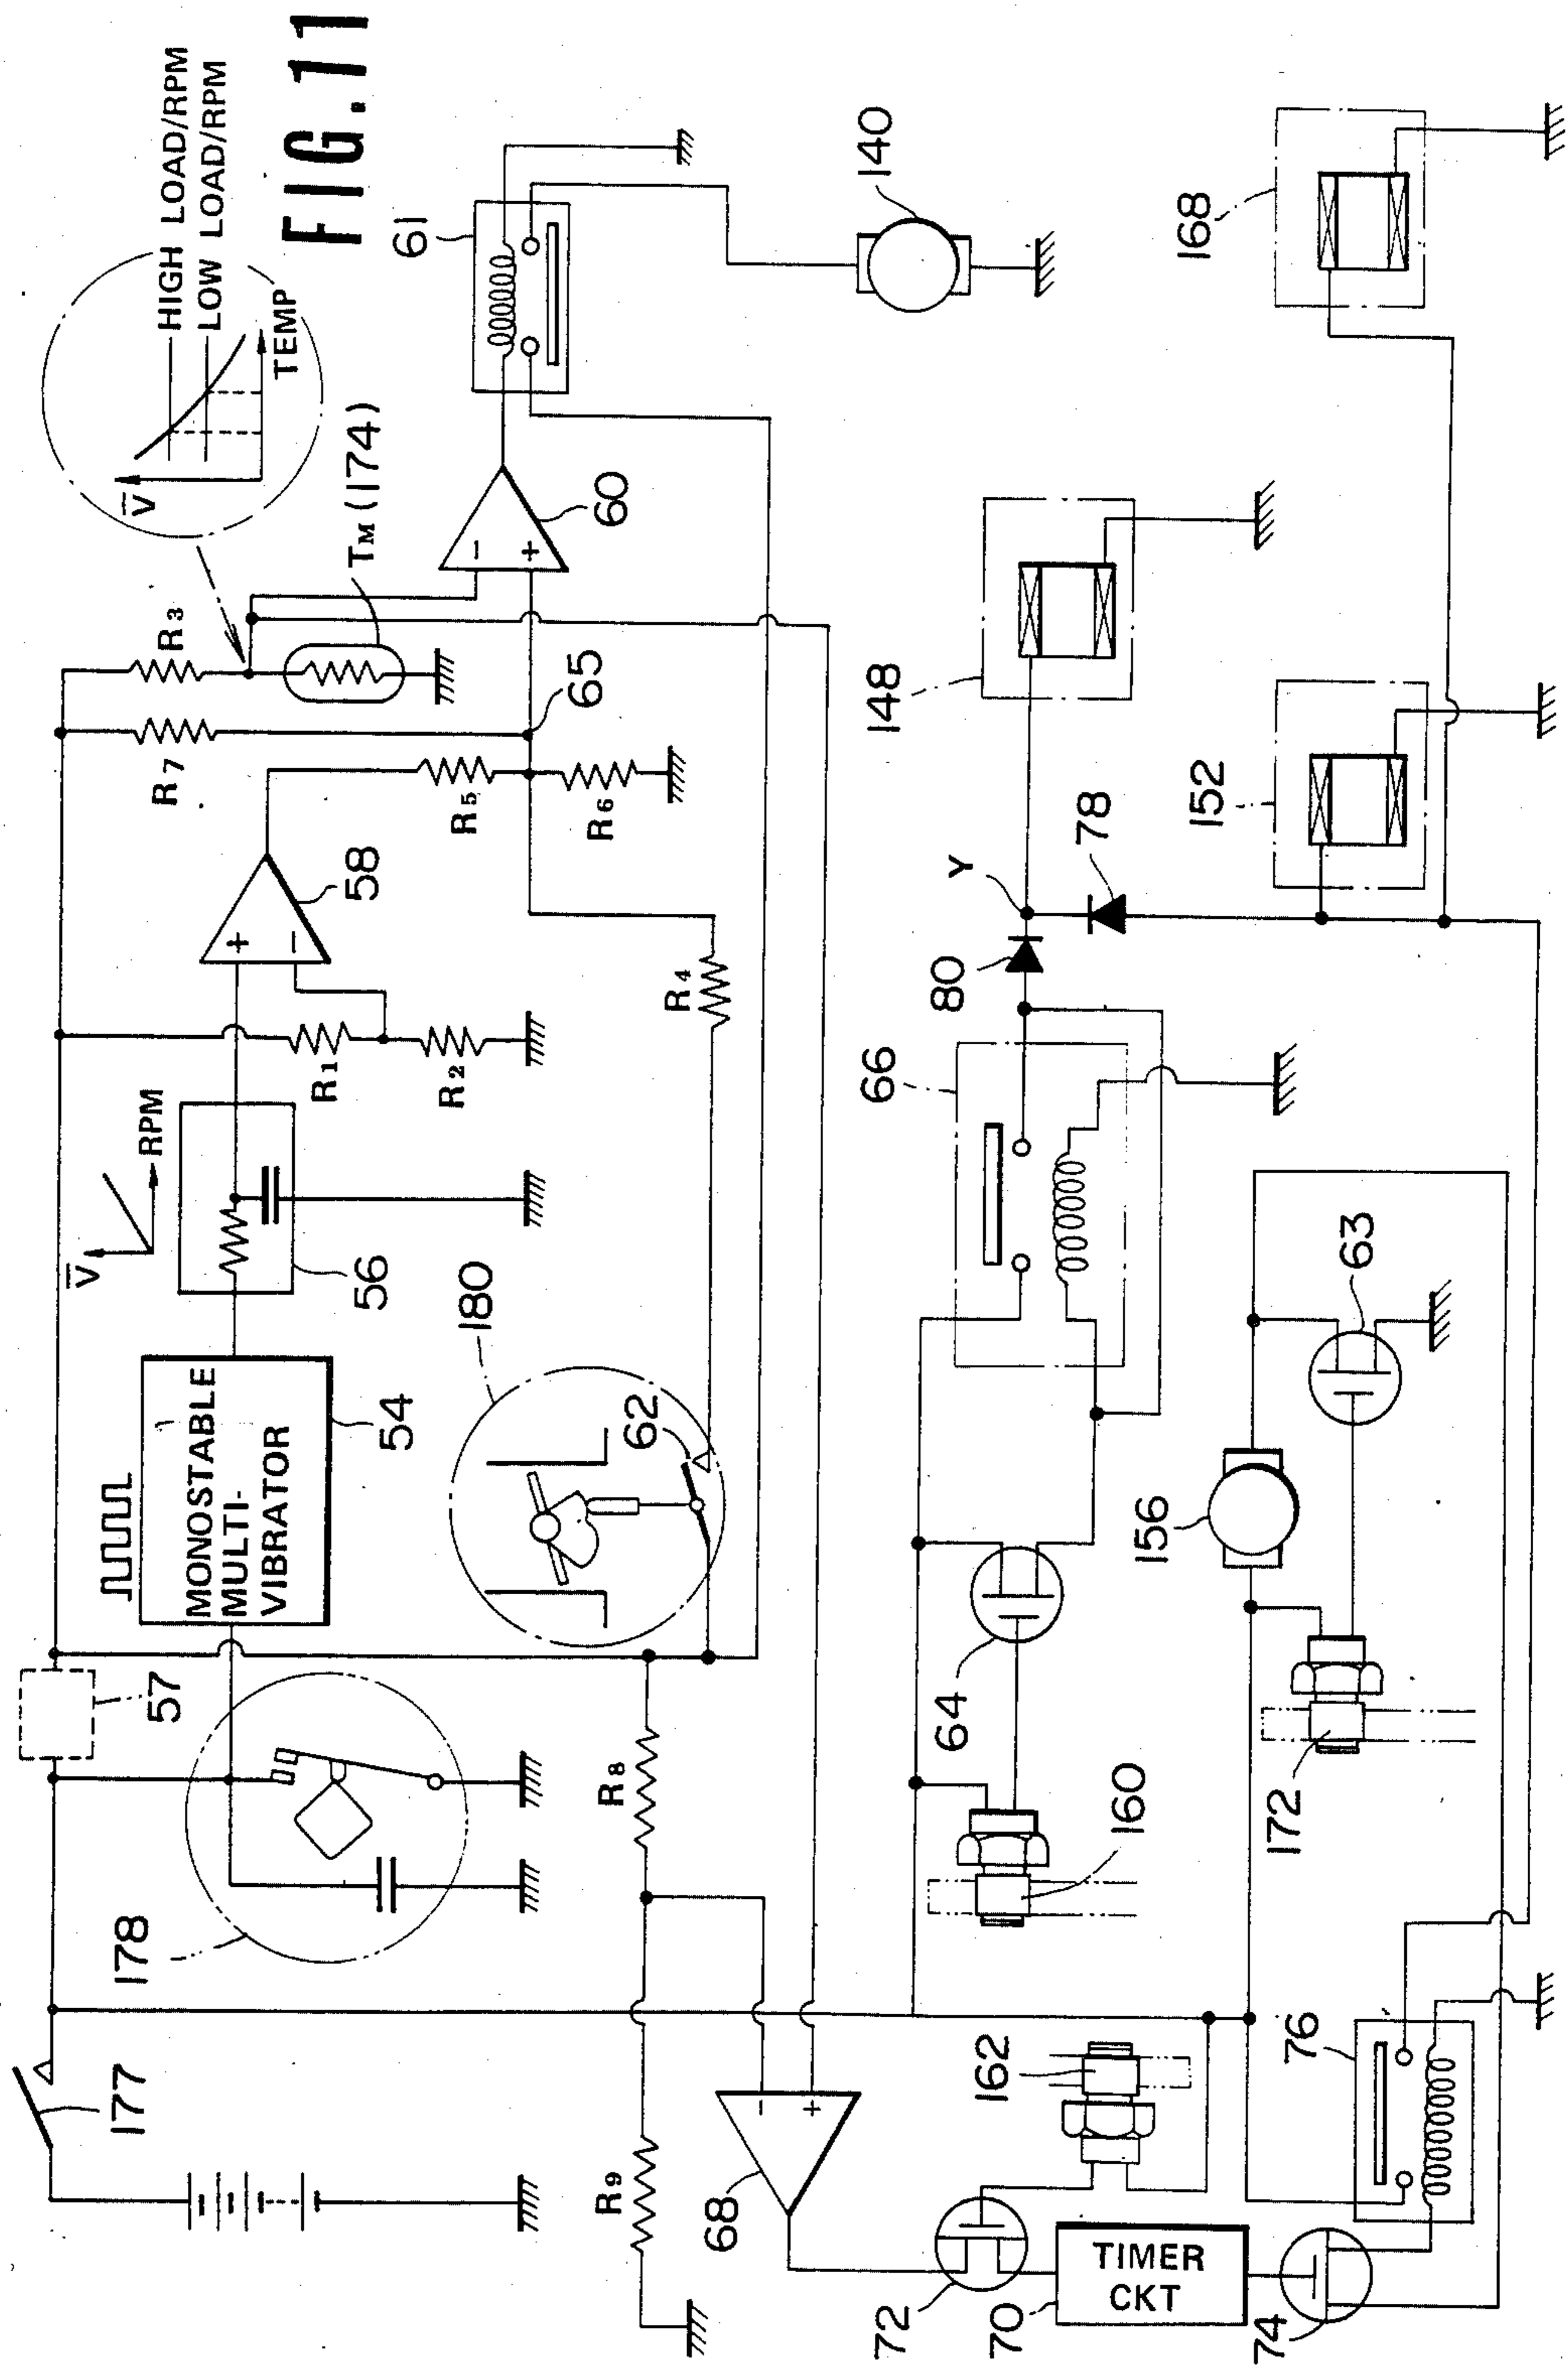 FIG.11
HIGH LOAD/RPM
LOW LOAD/RPM
V̄
TEMP
TM (174)
61
140
60
R3
R7
65
R5
R6
58
R4
R1
R2
V̄
RPM
56
MONOSTABLE
MULTI-
VIBRATOR
54
180
62
57
178
177
R8
R9
68
168
148
152
Y
78
80
66
63
156
64
160
172
162
76
72
70
TIMER
CKT
74